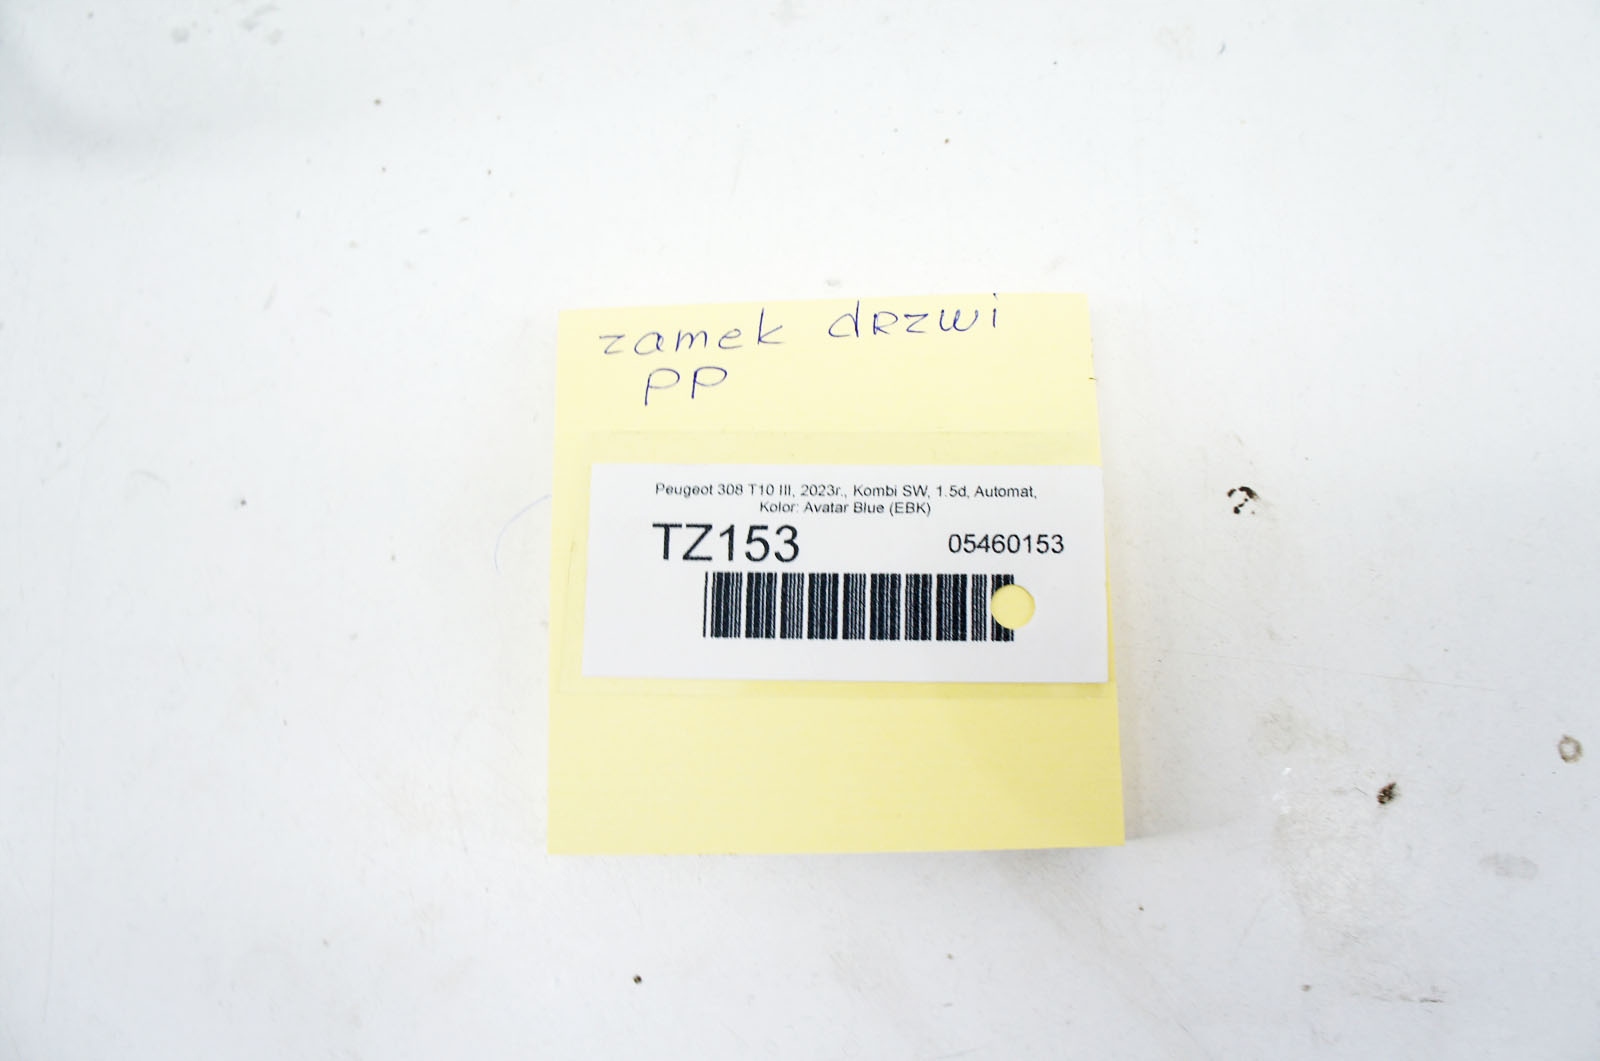 zamek drzwi
PP
Peugeot 308 T10 III, 2023r., Kombi SW, 1.5d, Automat,
Kolor: Avatar Blue (EBK)
TZ153 05460153